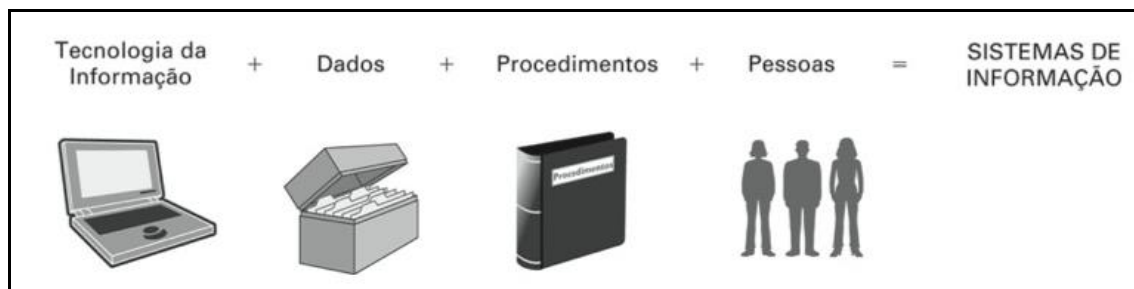 Tecnologia da
Informação
+
Dados
+
Procedimentos
+
Pessoas
=
SISTEMAS DE
INFORMAÇÃO
Procedimentos